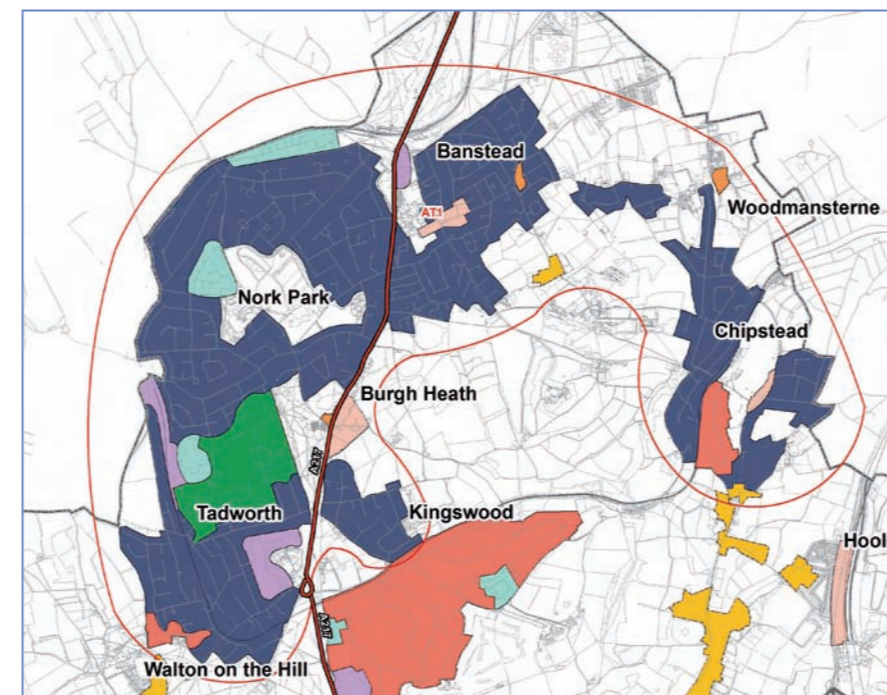 Banstead
Woodmansterne
AT1
Nork Park
Chipstead
Burgh Heath
A217
Tadworth
Kingswood
Hool
A217
Walton on the Hill